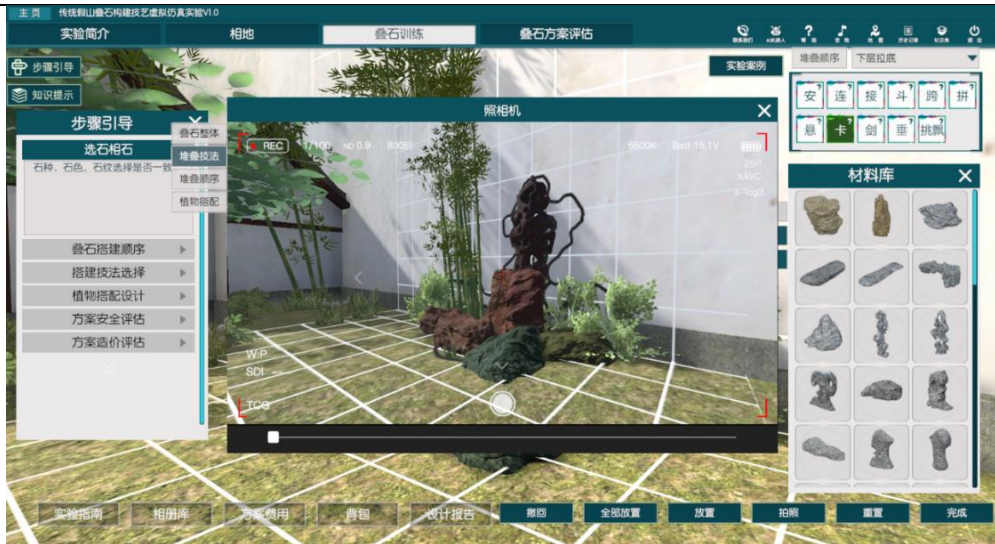 主 页 传统假山叠石构建技艺虚拟仿真实验V1.0
实验简介 相地 叠石训练 叠石方案评估
步骤引导
知识提示
实验案例
堆叠顺序 下层拉底
安 连 接 斗 跨 拼
悬 卡 剑 垂 挑飘
步骤引导
选石相石
石种、石色、石纹选择是否一致
叠石搭建顺序
搭建技法选择
植物搭配设计
方案安全评估
方案造价评估
叠石整体
堆叠技法
堆叠顺序
植物搭配
照相机
REC 1/100 ND 0.9 800EI 5500K Batt 15.1V
25P
XAVC
s-log3
W:P
SDI
TCG
材料库
实验指南 相册库 方案费用 背包 设计报告 撤回 全部放置 放置 拍照 重置 完成